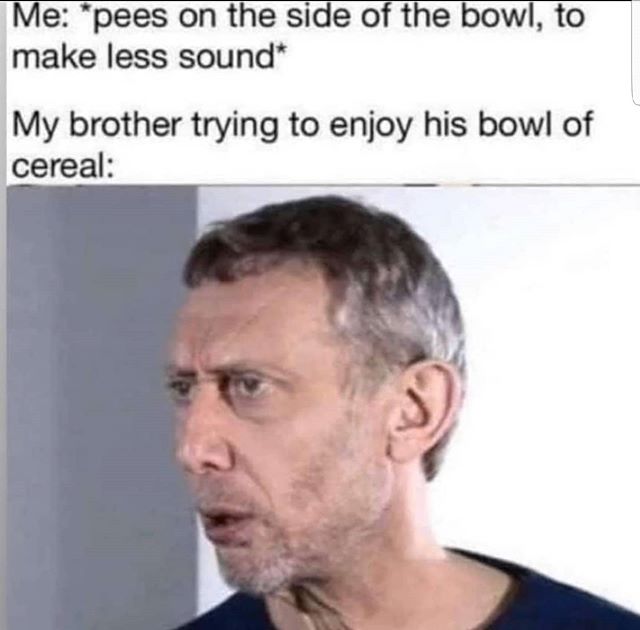 Me: *pees on the side of the bowl, to
make less sound*
My brother trying to enjoy his bowl of
cereal: